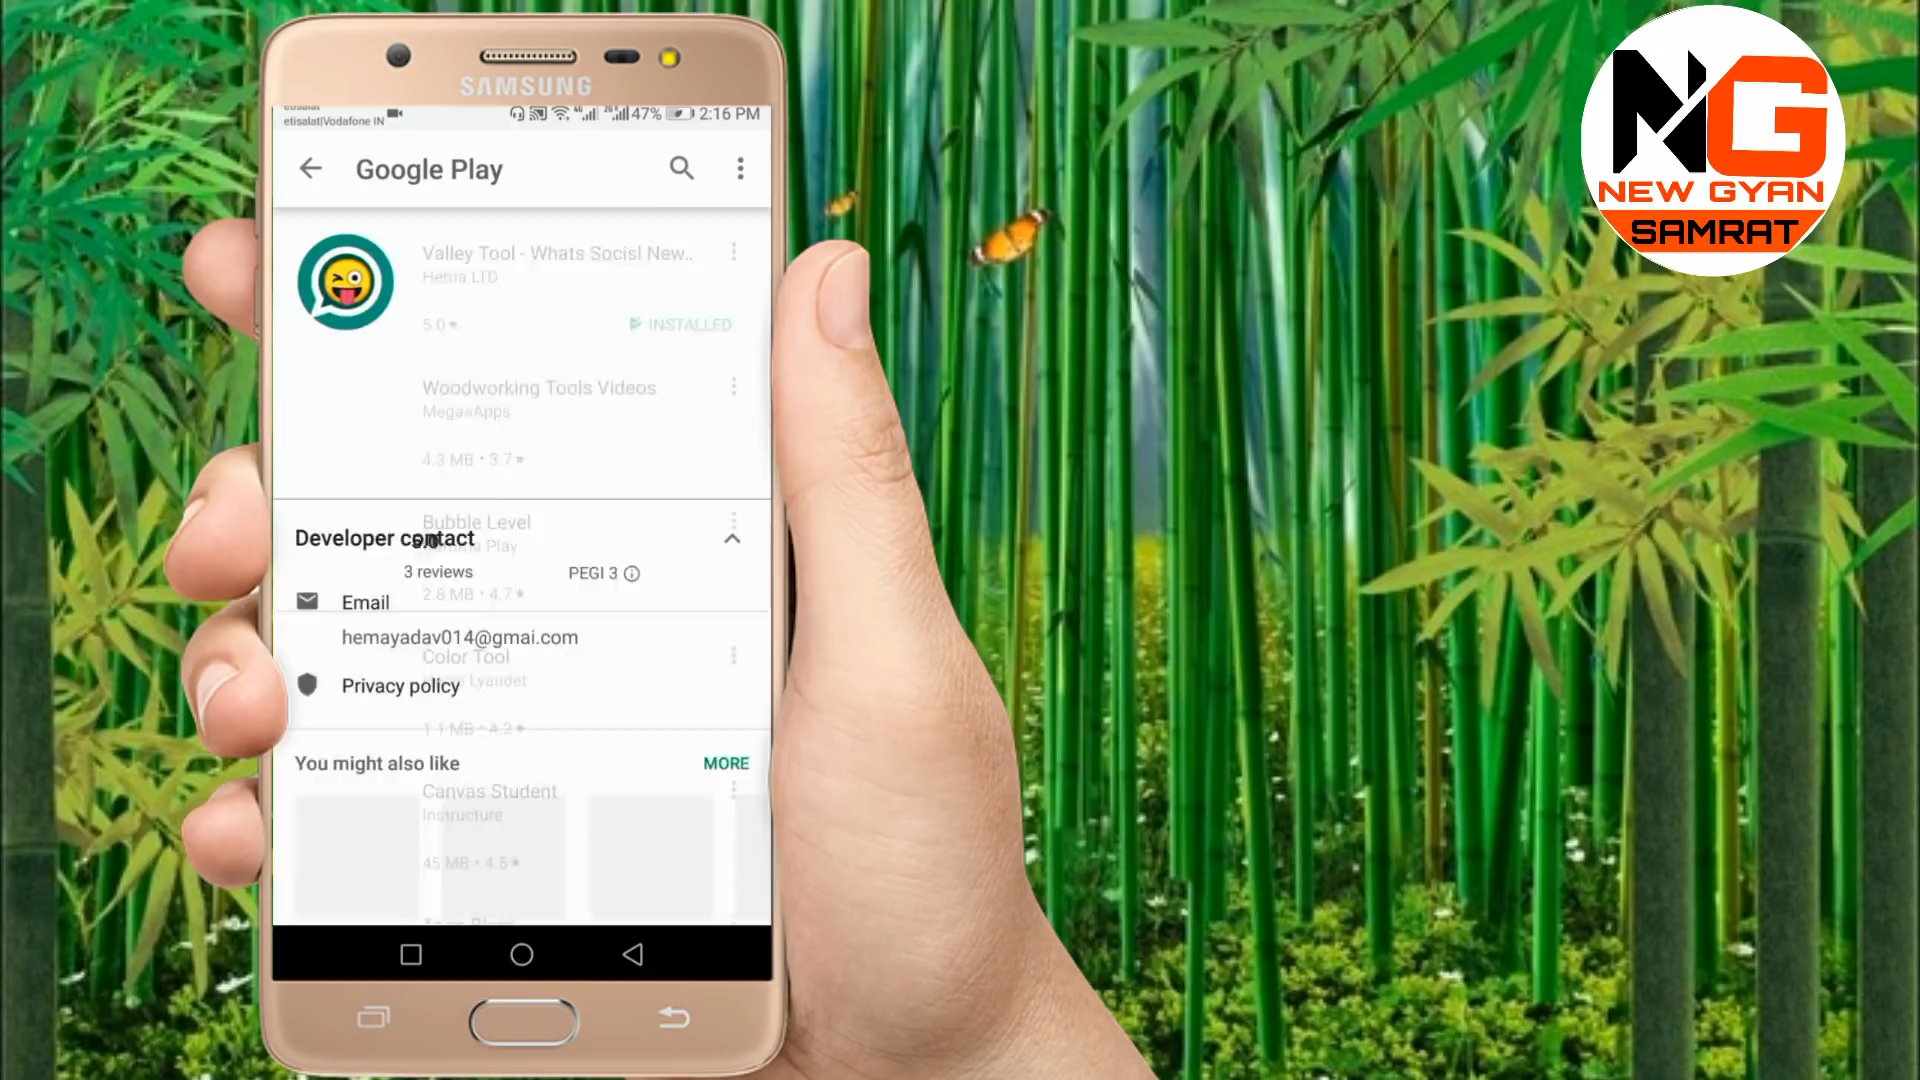 SAMSUNG
etisalat|Vodafone IN
47% 2:16 PM
Google Play
Valley Tool - Whats Socisl New..
Hema LTD
5.0★ INSTALLED
Woodworking Tools Videos
MegaaApps
4.3 MB • 3.7★
Bubble Level
Developer contact
Play
3 reviews PEGI 3
2.8 MB • 4.7★
Email
hemayadav014@gmai.com
Color Tool
Lyaudet
Privacy policy
1.1 MB • 4.2★
You might also like MORE
Canvas Student
Instructure
45 MB • 4.5★
NG
NEW GYAN
SAMRAT